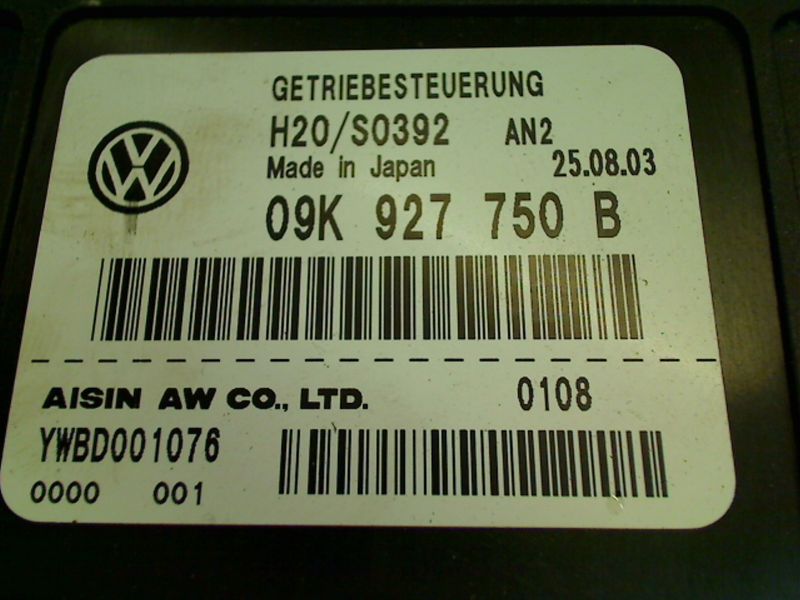 GETRIEBESTEUERUNG
H20/S0392 AN2
Made in Japan 25.08.03
09K 927 750 B
AISIN AW CO., LTD. 0108
YWBD001076
0000 001